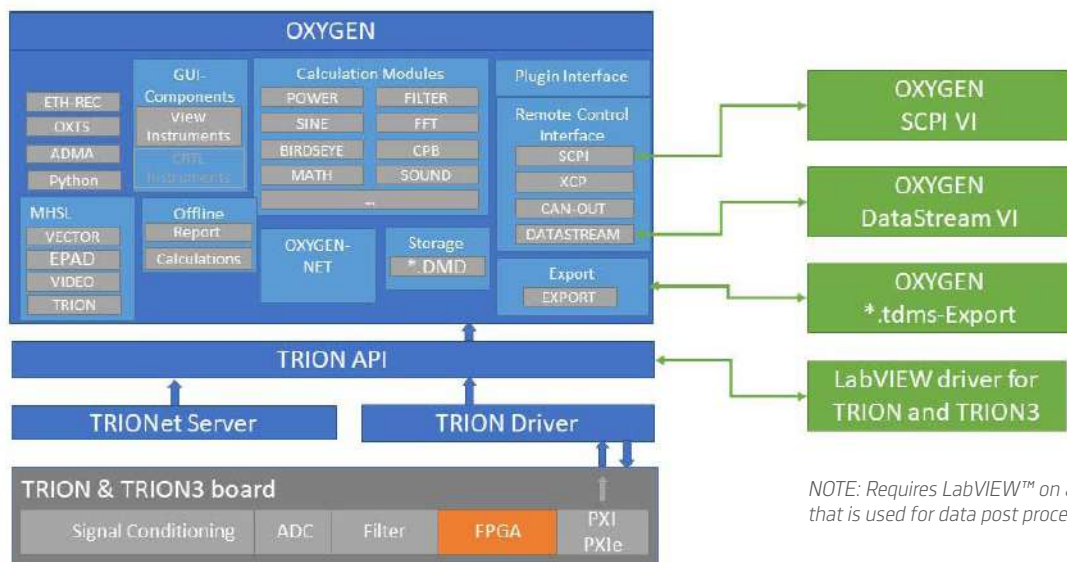 OXYGEN
ETH-REC
OXTS
ADMA
Python
GUI-
Components
View
Instruments
CRTL
Instruments
Calculation Modules
POWER
FILTER
SINE
FFT
BIRDSEYE
CPB
MATH
SOUND
...
Plugin Interface
Remote Control
Interface
SCPI
XCP
CAN-OUT
DATASTREAM
MHSL
VECTOR
EPAD
VIDEO
TRION
Offline
Report
Calculations
OXYGEN-
NET
Storage
*.DMD
Export
EXPORT
OXYGEN
SCPI VI
OXYGEN
DataStream VI
OXYGEN
*.tdms-Export
LabVIEW driver for
TRION and TRION3
TRION API
TRIONet Server
TRION Driver
TRION & TRION3 board
Signal Conditioning
ADC
Filter
FPGA
PXI
PXIe
NOTE: Requires LabVIEW™ on
that is used for data post